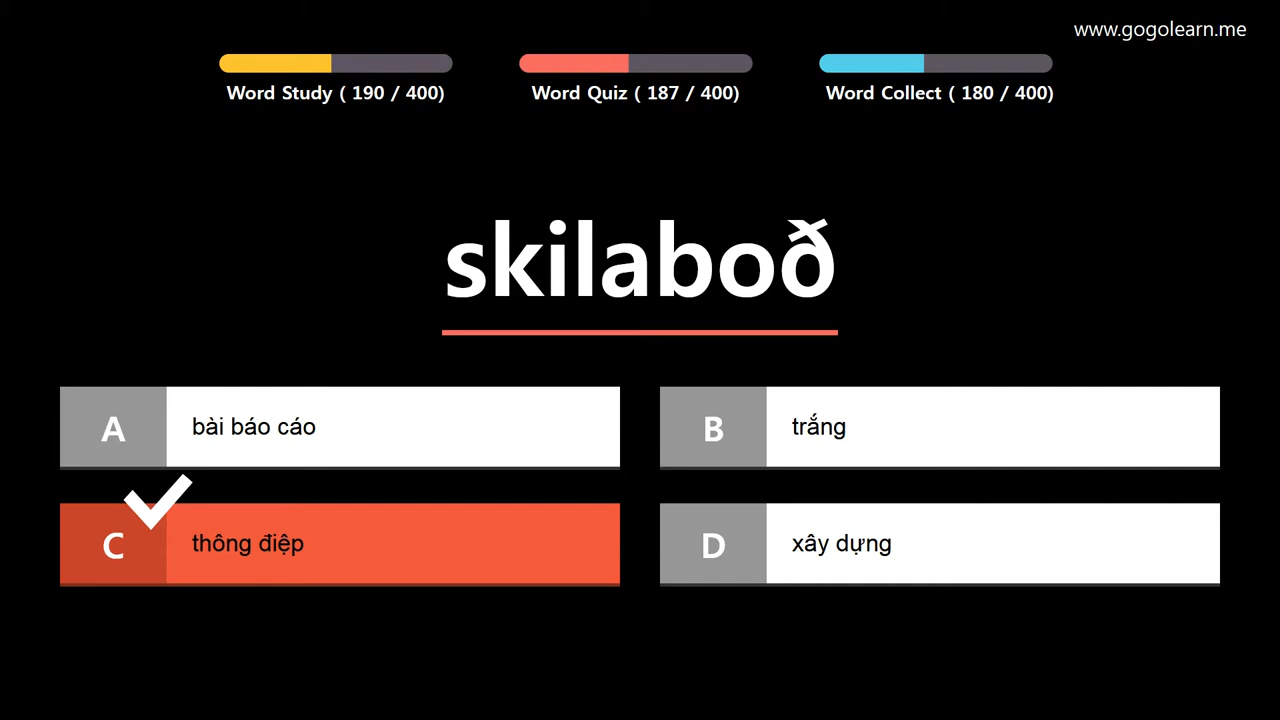 www.gogolearn.me
Word Study ( 190 / 400)
Word Quiz ( 187 / 400)
Word Collect ( 180 / 400)
skilaboð
A
bài báo cáo
B
trắng
C
thông điệp
D
xây dựng